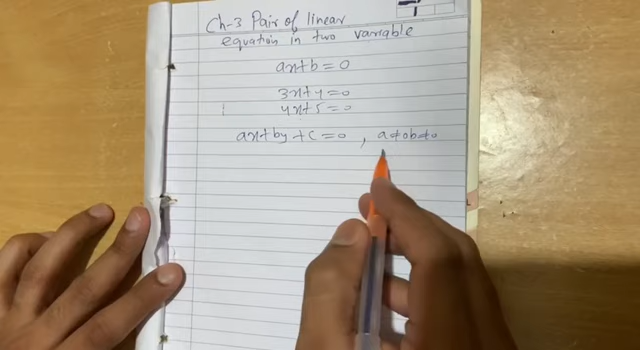 Ch-3 Pair of linear
equation in two variable
ax+b=0
3x+4=0
4x+5=0
ax+by+c=0, a≠0b≠0